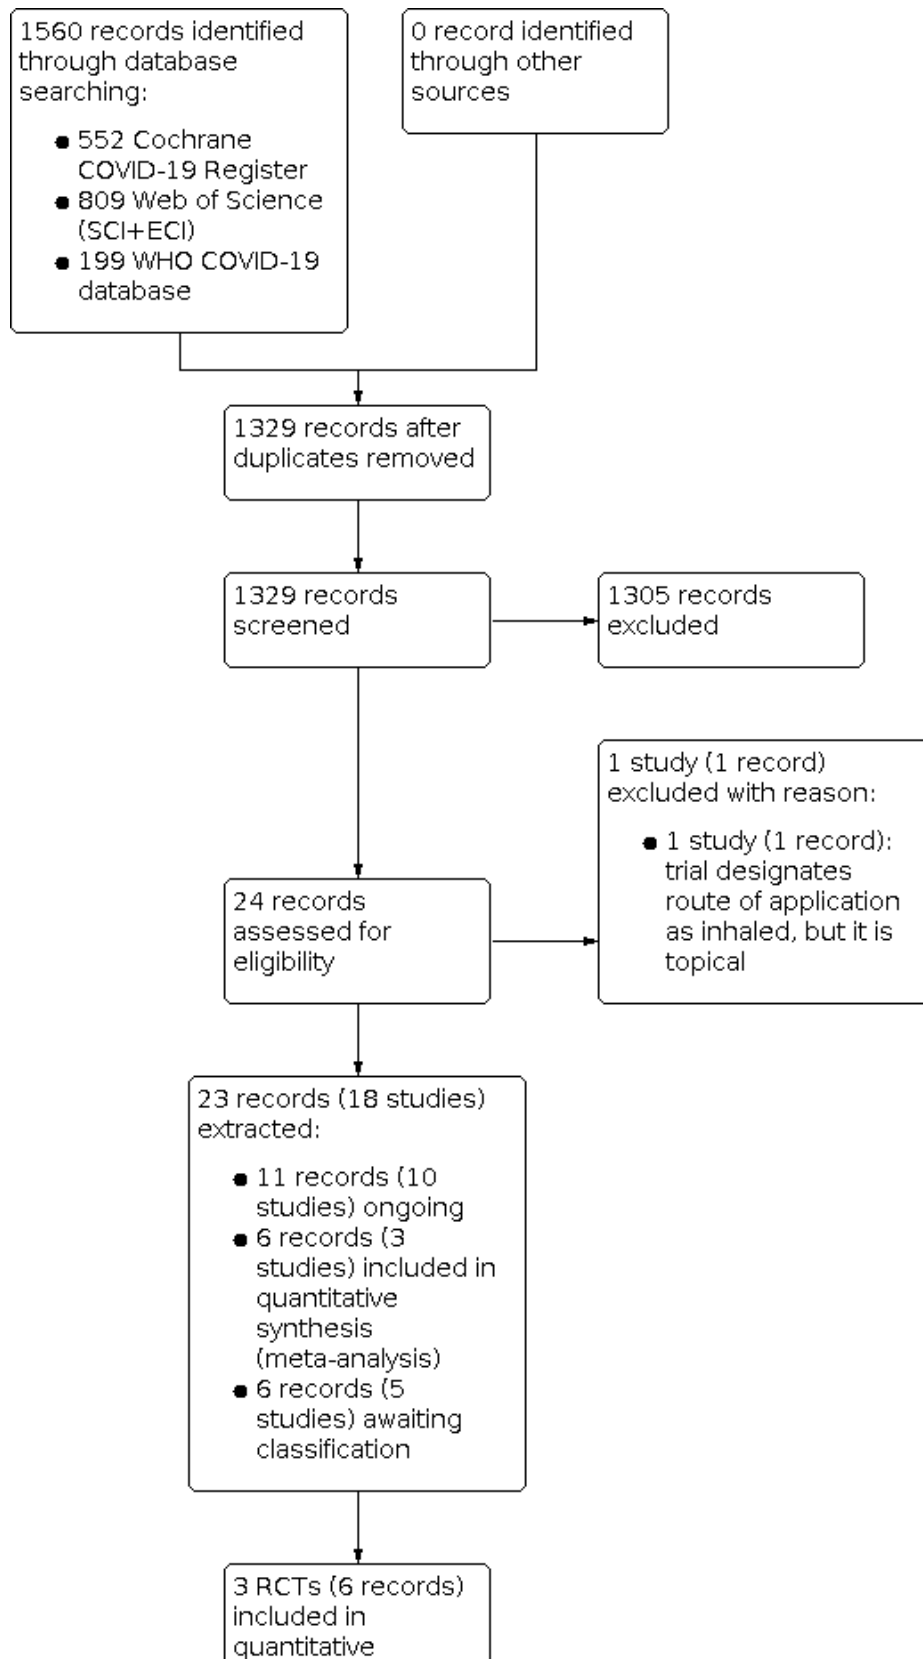 1560 records identified
through database
searching:
● 552 Cochrane
COVID-19 Register
● 809 Web of Science
(SCI+ECI)
● 199 WHO COVID-19
database
0 record identified
through other
sources
1329 records after
duplicates removed
1329 records
screened
1305 records
excluded
24 records
assessed for
eligibility
1 study (1 record)
excluded with reason:
● 1 study (1 record):
trial designates
route of application
as inhaled, but it is
topical
23 records (18 studies)
extracted:
● 11 records (10
studies) ongoing
● 6 records (3
studies) included in
quantitative
synthesis
(meta-analysis)
● 6 records (5
studies) awaiting
classification
3 RCTs (6 records)
included in
quantitative